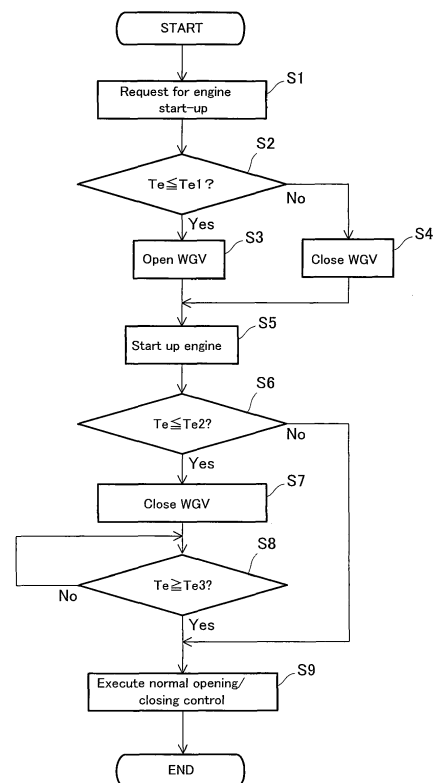 START
S1
Request for engine
start-up
S2
Te≦Te1?
No
Yes
S3
S4
Open WGV
Close WGV
S5
Start up engine
S6
Te≦Te2?
No
Yes
S7
Close WGV
S8
Te≧Te3?
No
Yes
S9
Execute normal opening/
closing control
END